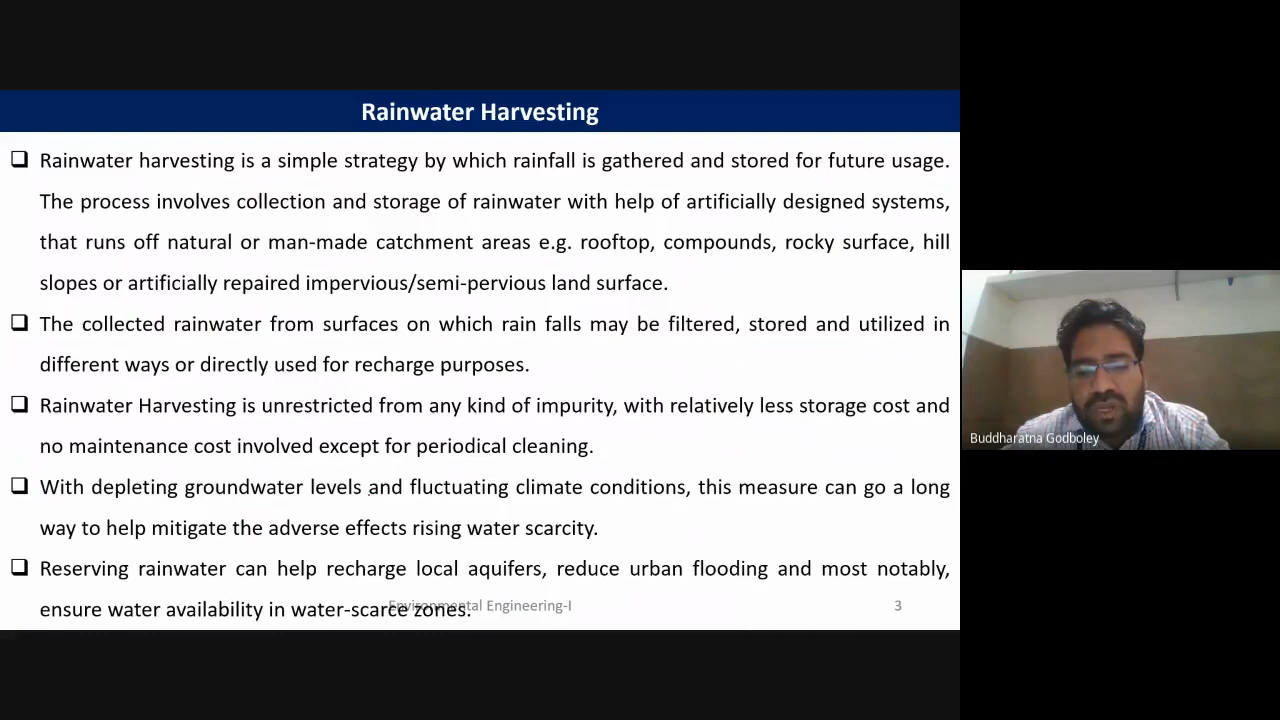 Rainwater Harvesting
Rainwater harvesting is a simple strategy by which rainfall is gathered and stored for future usage.
The process involves collection and storage of rainwater with help of artificially designed systems,
that runs off natural or man-made catchment areas e.g. rooftop, compounds, rocky surface, hill
slopes or artificially repaired impervious/semi-pervious land surface.
The collected rainwater from surfaces on which rain falls may be filtered, stored and utilized in
different ways or directly used for recharge purposes.
Rainwater Harvesting is unrestricted from any kind of impurity, with relatively less storage cost and
no maintenance cost involved except for periodical cleaning.
With depleting groundwater levels and fluctuating climate conditions, this measure can go a long
way to help mitigate the adverse effects rising water scarcity.
Reserving rainwater can help recharge local aquifers, reduce urban flooding and most notably,
ensure water availability in water-scarce zones.
Environmental Engineering-I
3
Buddharatna Godboley